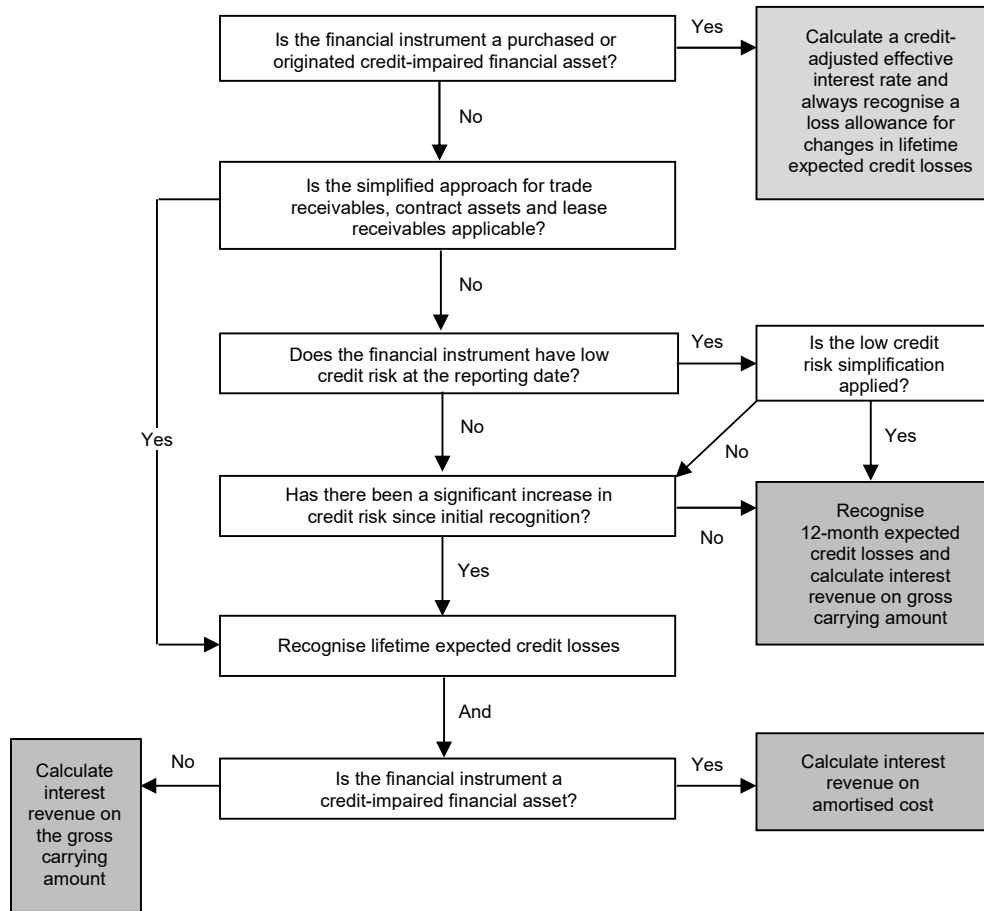 Is the financial instrument a purchased or
originated credit-impaired financial asset?
Yes
Calculate a credit-
adjusted effective
interest rate and
always recognise a
loss allowance for
changes in lifetime
expected credit losses
No
Is the simplified approach for trade
receivables, contract assets and lease
receivables applicable?
No
Does the financial instrument have low
credit risk at the reporting date?
Yes
Is the low credit
risk simplification
applied?
Yes
No
No
Yes
Has there been a significant increase in
credit risk since initial recognition?
No
Recognise
12-month expected
credit losses and
calculate interest
revenue on gross
carrying amount
Yes
Recognise lifetime expected credit losses
And
Is the financial instrument a
credit-impaired financial asset?
No
Calculate
interest
revenue on
the gross
carrying
amount
Yes
Calculate interest
revenue on
amortised cost